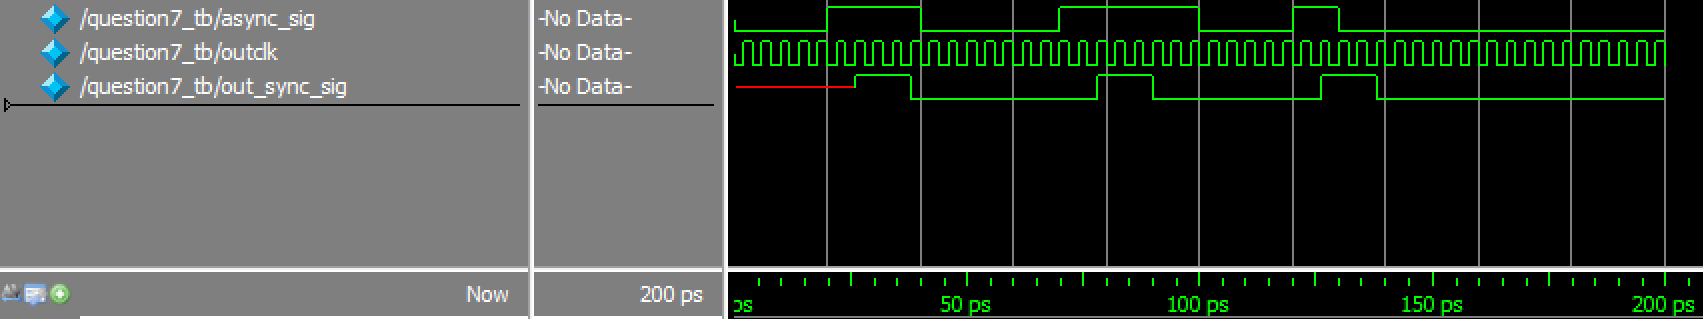 /question7_tb/async_sig -No Data-
/question7_tb/outclk -No Data-
/question7_tb/out_sync_sig -No Data-
Now 200 ps ps 50 ps 100 ps 150 ps 200 ps